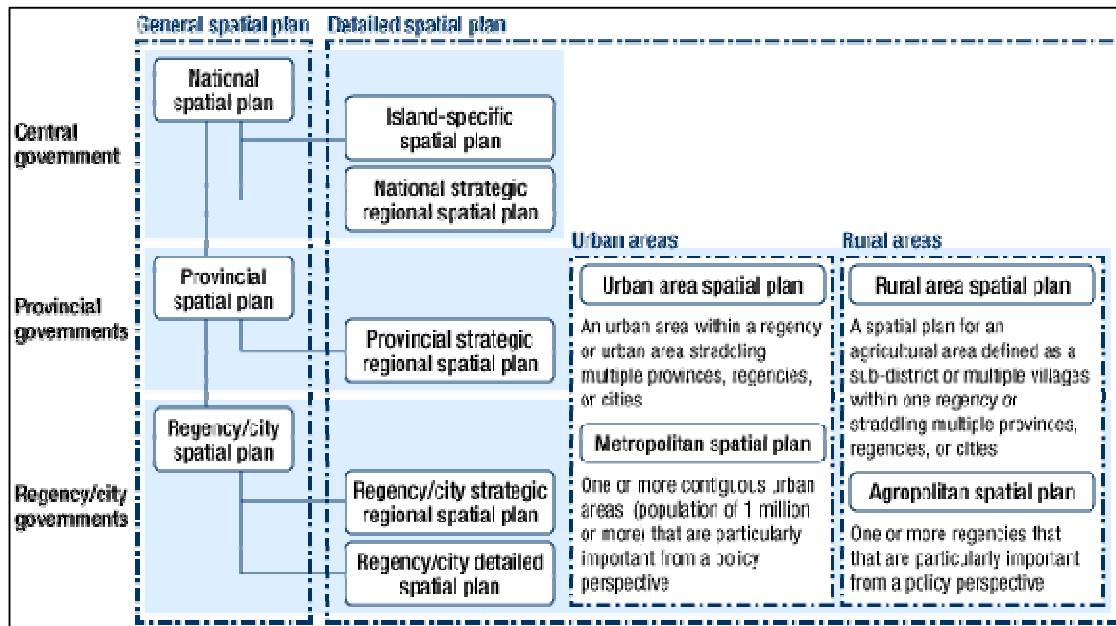 General spatial plan
Detailed spatial plan
Central
government
National
spatial plan
Island-specific
spatial plan
National strategic
regional spatial plan
Provincial
governments
Provincial
spatial plan
Provincial strategic
regional spatial plan
Regency/city
governments
Regency/city
spatial plan
Regency/city strategic
regional spatial plan
Regency/city detailed
spatial plan
Urban areas
Urban area spatial plan
An urban area within a regency
or urban area straddling
multiple provinces, regencies,
or cities
Metropolitan spatial plan
One or more contiguous urban
areas (population of 1 million
or more) that are particularly
important from a policy
perspective
Rural areas
Rural area spatial plan
A spatial plan for an
agricultural area defined as a
sub-district or multiple villages
within one regency or
straddling multiple provinces,
regencies, or cities
Agropolitan spatial plan
One or more regencies that
that are particularly important
from a policy perspective